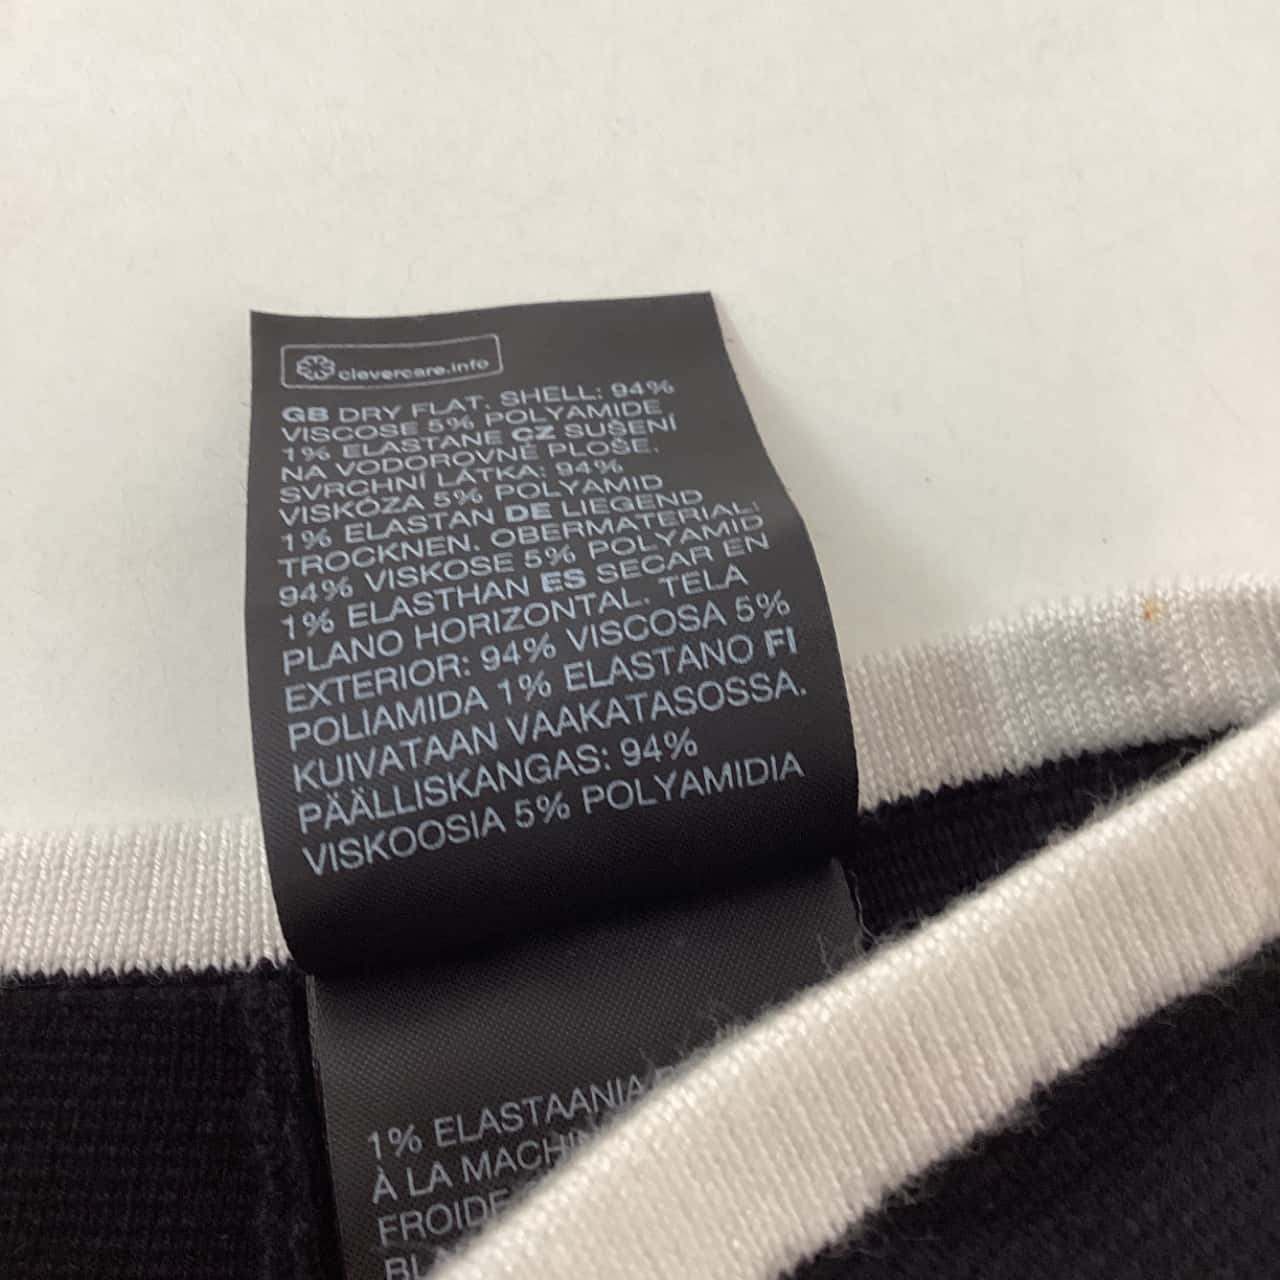 clevercare.info
GB DRY FLAT. SHELL: 94%
VISCOSE 5% POLYAMIDE
1% ELASTANE CZ SUŠENÍ
NA VODOROVNÉ PLOŠE.
SVRCHNÍ LÁTKA: 94%
VISKÓZA 5% POLYAMID
1% ELASTAN DE LIEGEND
TROCKNEN. OBERMATERIAL:
94% VISKOSE 5% POLYAMID
1% ELASTHAN ES SECAR EN
PLANO HORIZONTAL. TELA
EXTERIOR: 94% VISCOSA 5%
POLIAMIDA 1% ELASTANO FI
KUIVATAAN VAAKATASOSSA.
PÄÄLLISKANGAS: 94%
VISKOOSIA 5% POLYAMIDIA
1% ELASTAANIA
À LA MACHIN
FROIDE